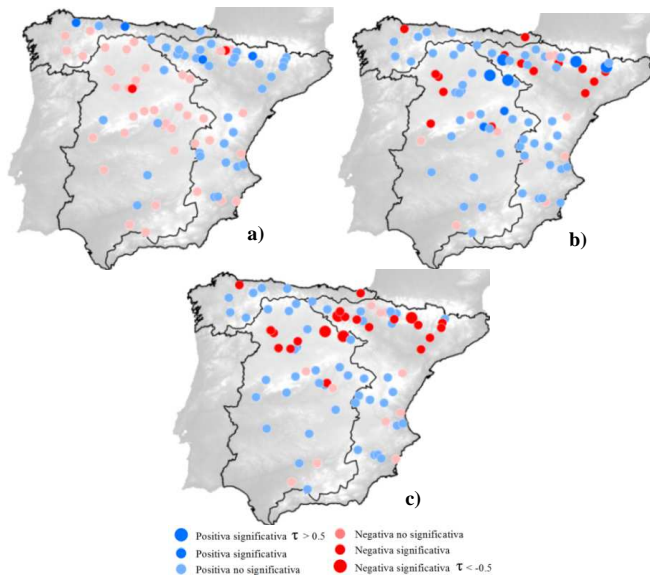 a)
b)
c)
Positiva significativa τ > 0.5
Positiva significativa
Positiva no significativa
Negativa no significativa
Negativa significativa
Negativa significativa τ < -0.5